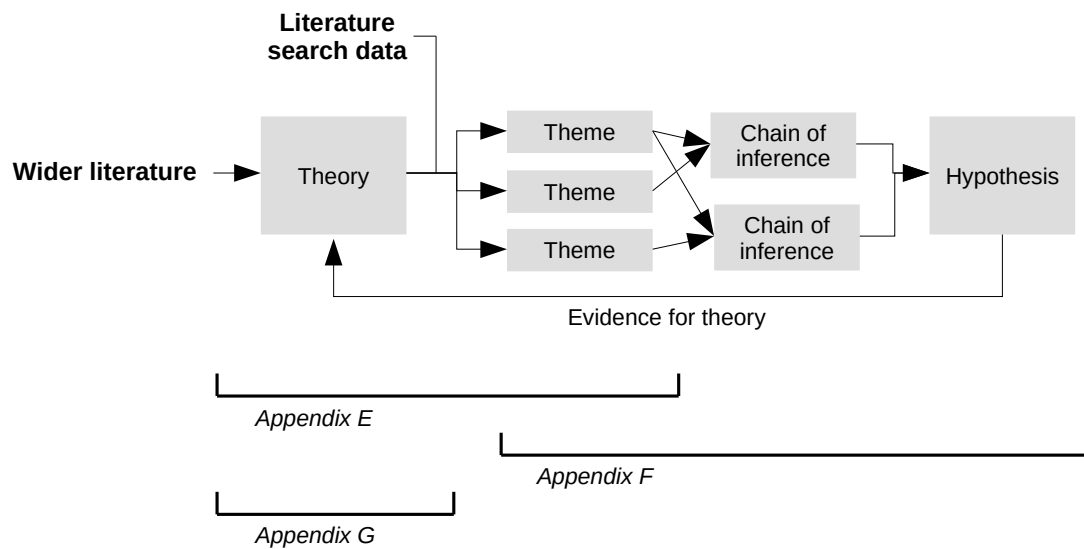 Literature
search data
Wider literature
Theory
Theme
Theme
Theme
Chain of
inference
Chain of
inference
Hypothesis
Evidence for theory
Appendix E
Appendix F
Appendix G